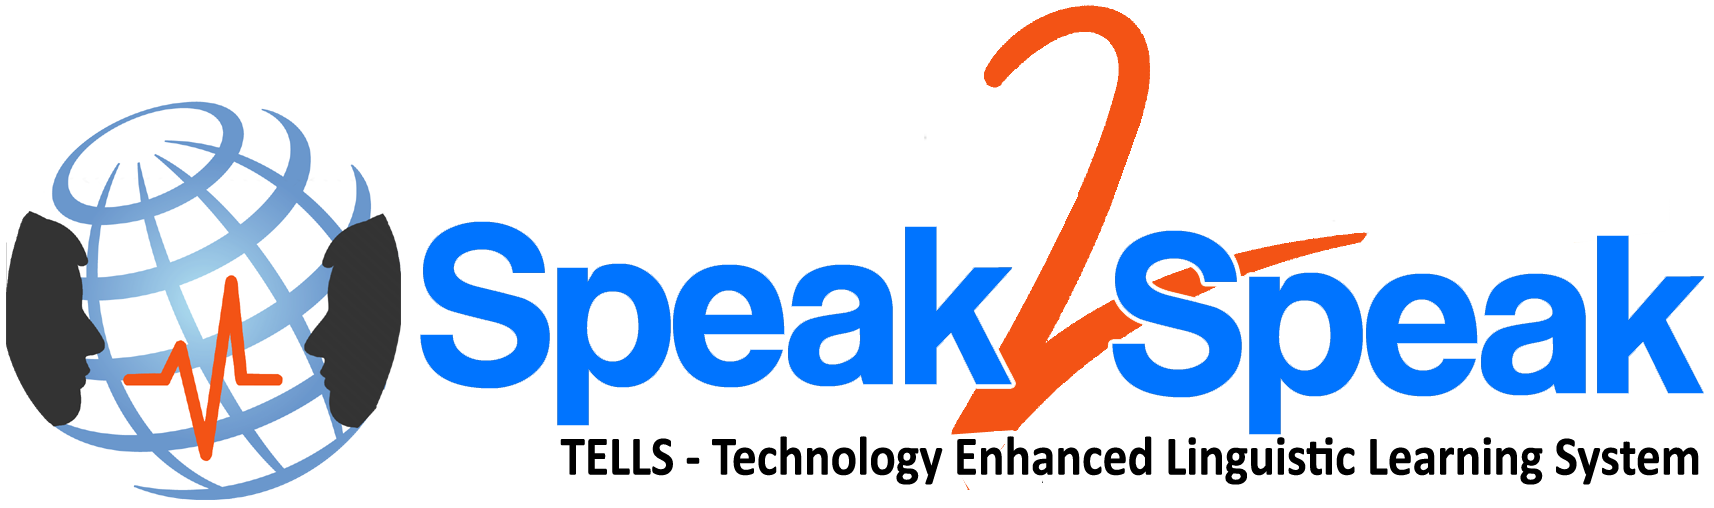 Speak2Speak
TELLS - Technology Enhanced Linguistic Learning System